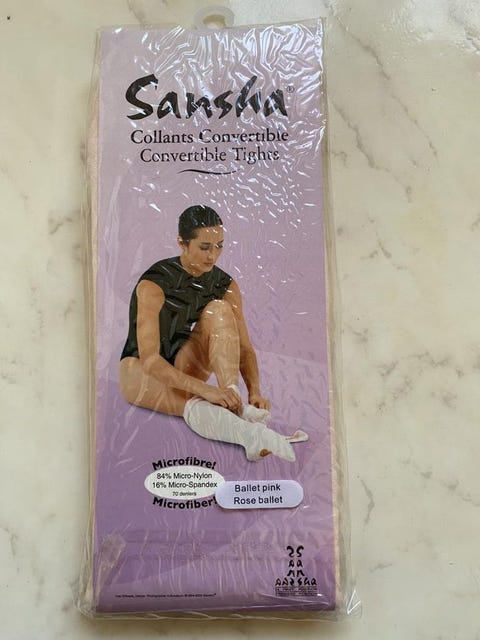 Sansha®
Collants Convertible
Convertible Tights
Microfibre!
84% Micro-Nylon
16% Micro-Spandex
70 deniers
Microfiber!
Ballet pink
Rose ballet
sansha